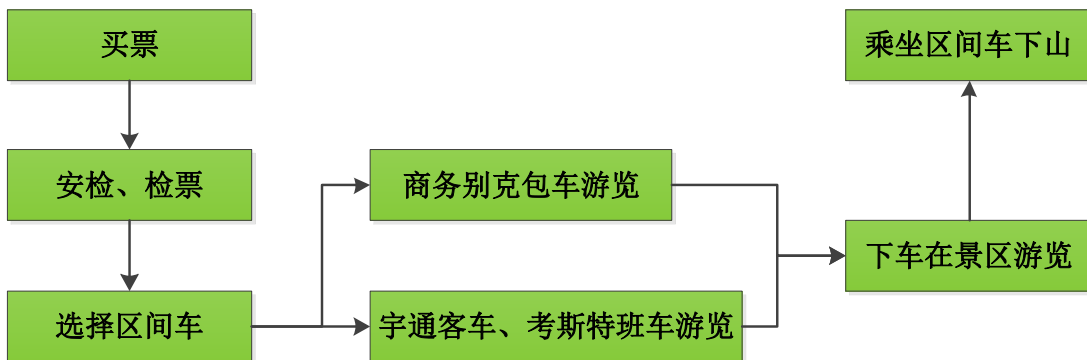 买票
安检、检票
选择区间车
商务别克包车游览
宇通客车、考斯特班车游览
下车在景区游览
乘坐区间车下山